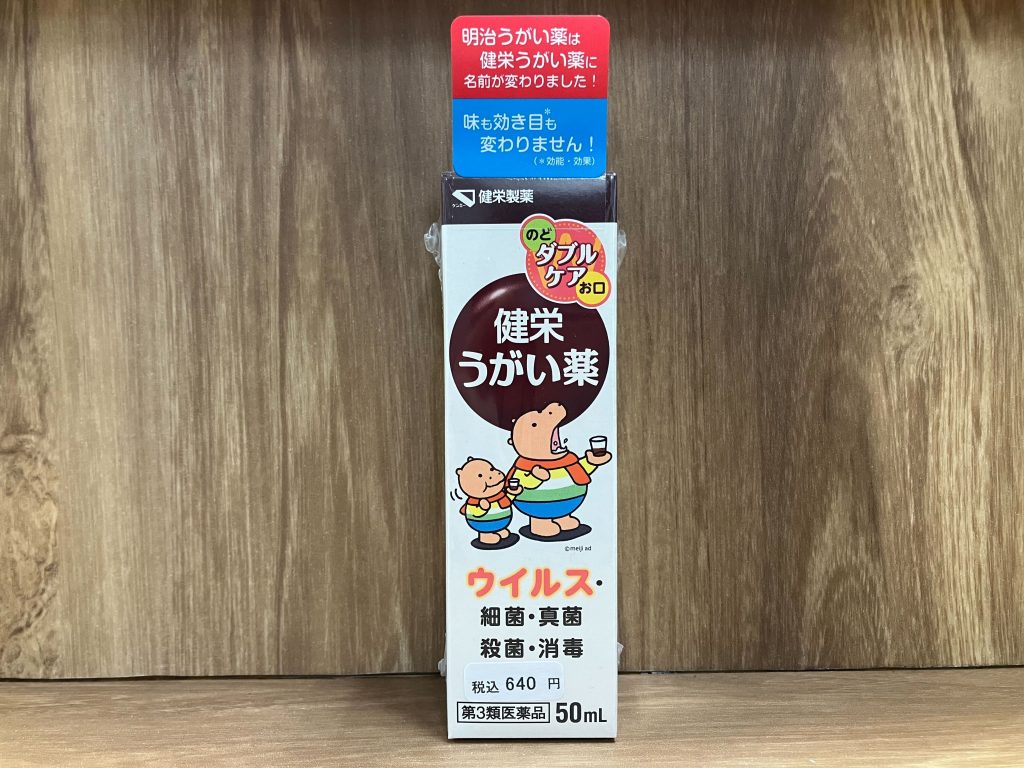 明治うがい薬は
健栄うがい薬に
名前が変わりました！
味も効き目*も
変わりません！
(*効能・効果)
ケンエー 健栄製薬
のど
ダブル
ケア
お口
健栄
うがい薬
©meiji ad
ウイルス・
細菌・真菌
殺菌・消毒
税込 640 円
第3類医薬品 50mL